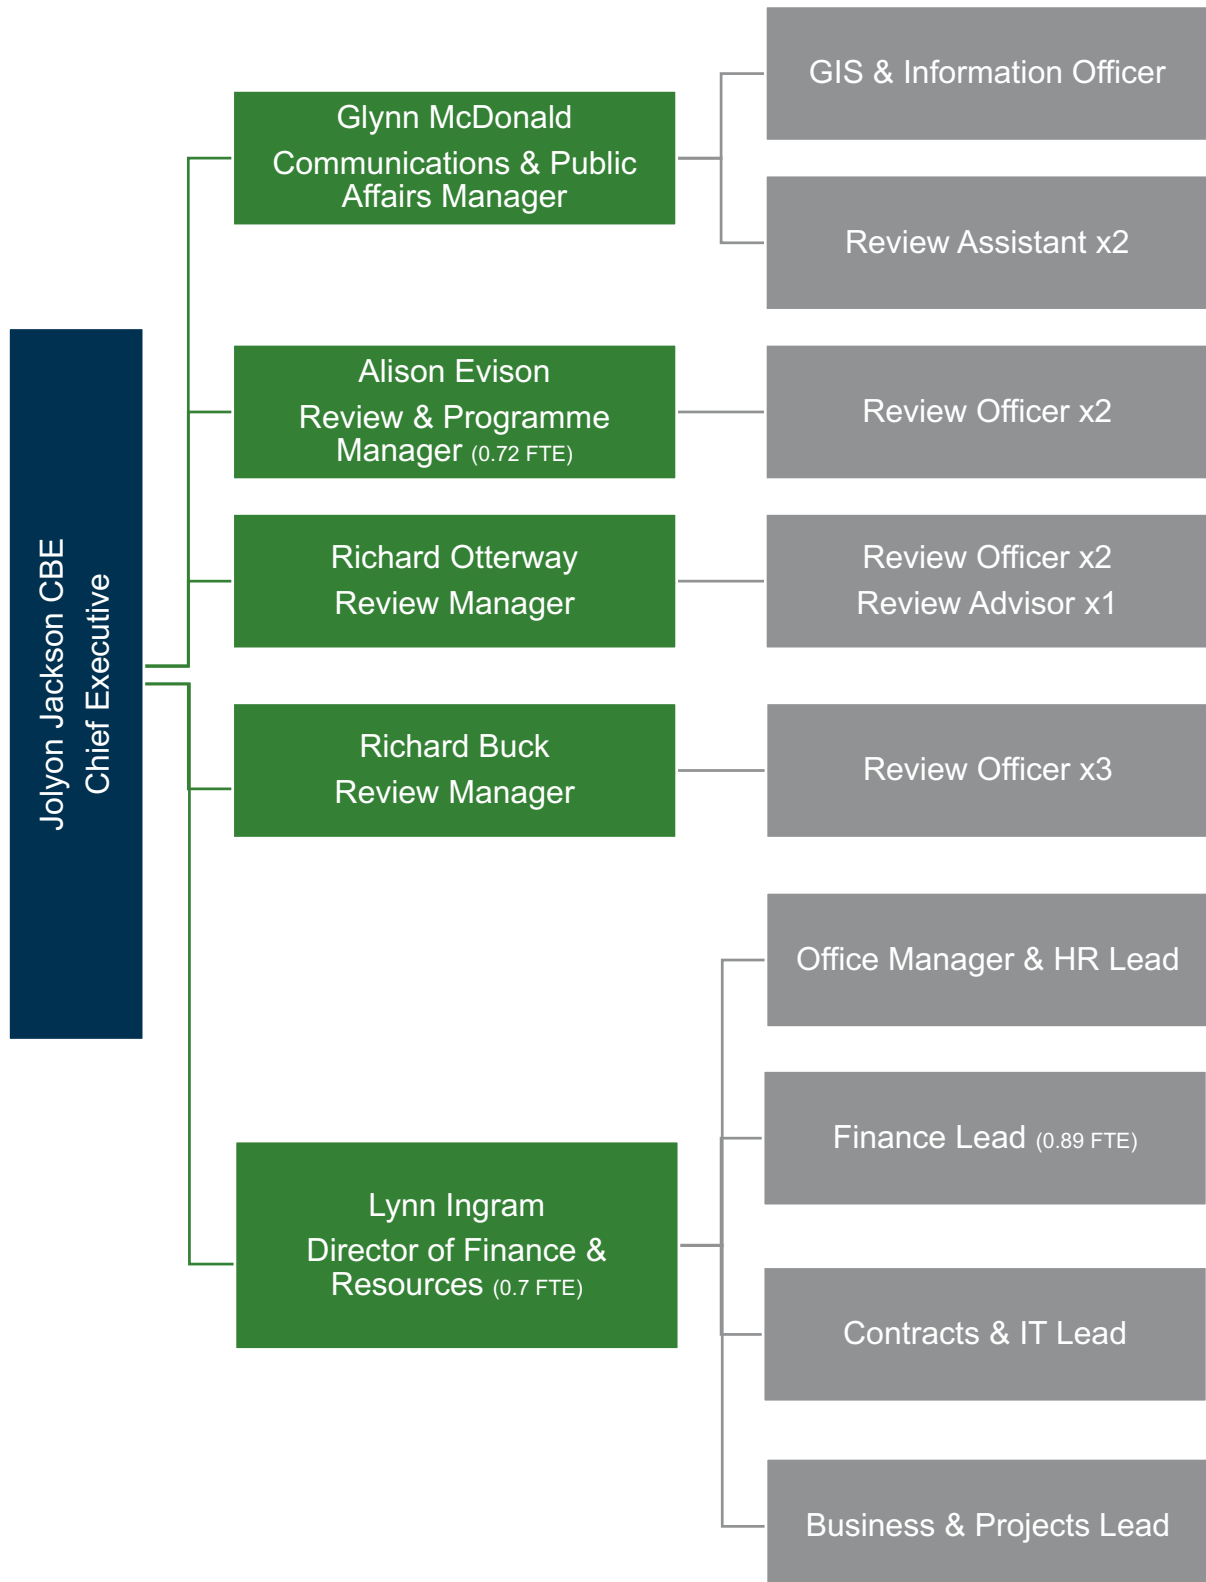 Jolyon Jackson CBE
Chief Executive
Glynn McDonald
Communications & Public
Affairs Manager
GIS & Information Officer
Review Assistant x2
Alison Evison
Review & Programme
Manager (0.72 FTE)
Review Officer x2
Richard Otterway
Review Manager
Review Officer x2
Review Advisor x1
Richard Buck
Review Manager
Review Officer x3
Lynn Ingram
Director of Finance &
Resources (0.7 FTE)
Office Manager & HR Lead
Finance Lead (0.89 FTE)
Contracts & IT Lead
Business & Projects Lead